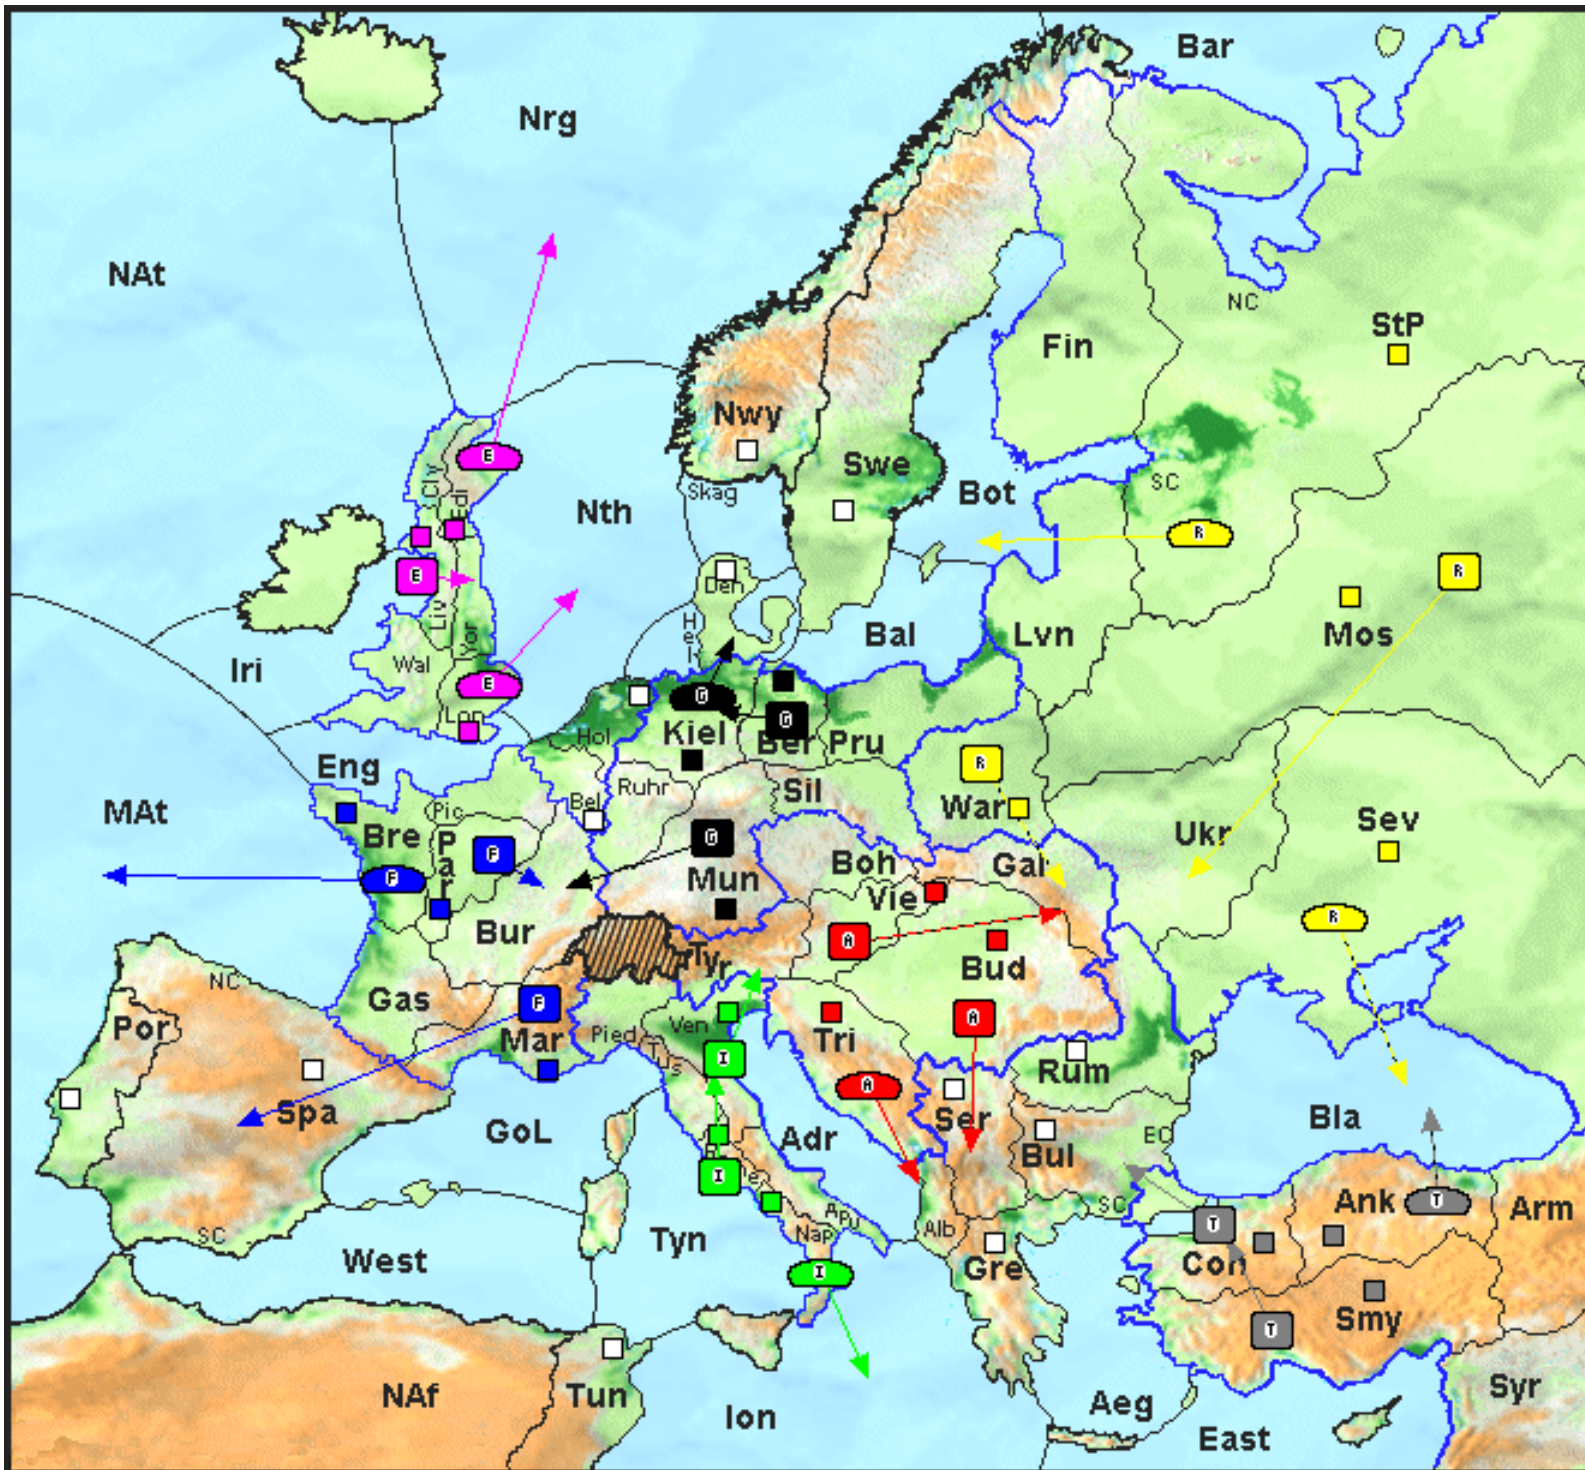 Bar
Nrg
NAt
NC
StP
Fin
Nwy
Swe
Skag
Bot
SC
Nth
E
Cly
Edi
R
R
E
Den
Mos
Lvn
Bal
Hel
Liv
Yor
Wal
Iri
E
Lon
G
G
Kiel
Ber
Pru
Hol
R
War
Eng
Ruhr
Sil
Bel
Pic
MAt
Bre
Par
F
G
Boh
Gal
Ukr
Sev
F
Mun
Vie
R
Bur
A
Bud
Tyr
NC
Gas
F
A
Por
Mar
Ven
Pied
Tri
Tus
I
Rum
A
Spa
Ser
Bla
GoL
Adr
Bul
EC
I
Ank
T
Arm
SC
Apu
Alb
SC
T
Nap
Tyn
West
Con
Gre
I
Smy
T
NAf
Tun
Ion
Aeg
Syr
East